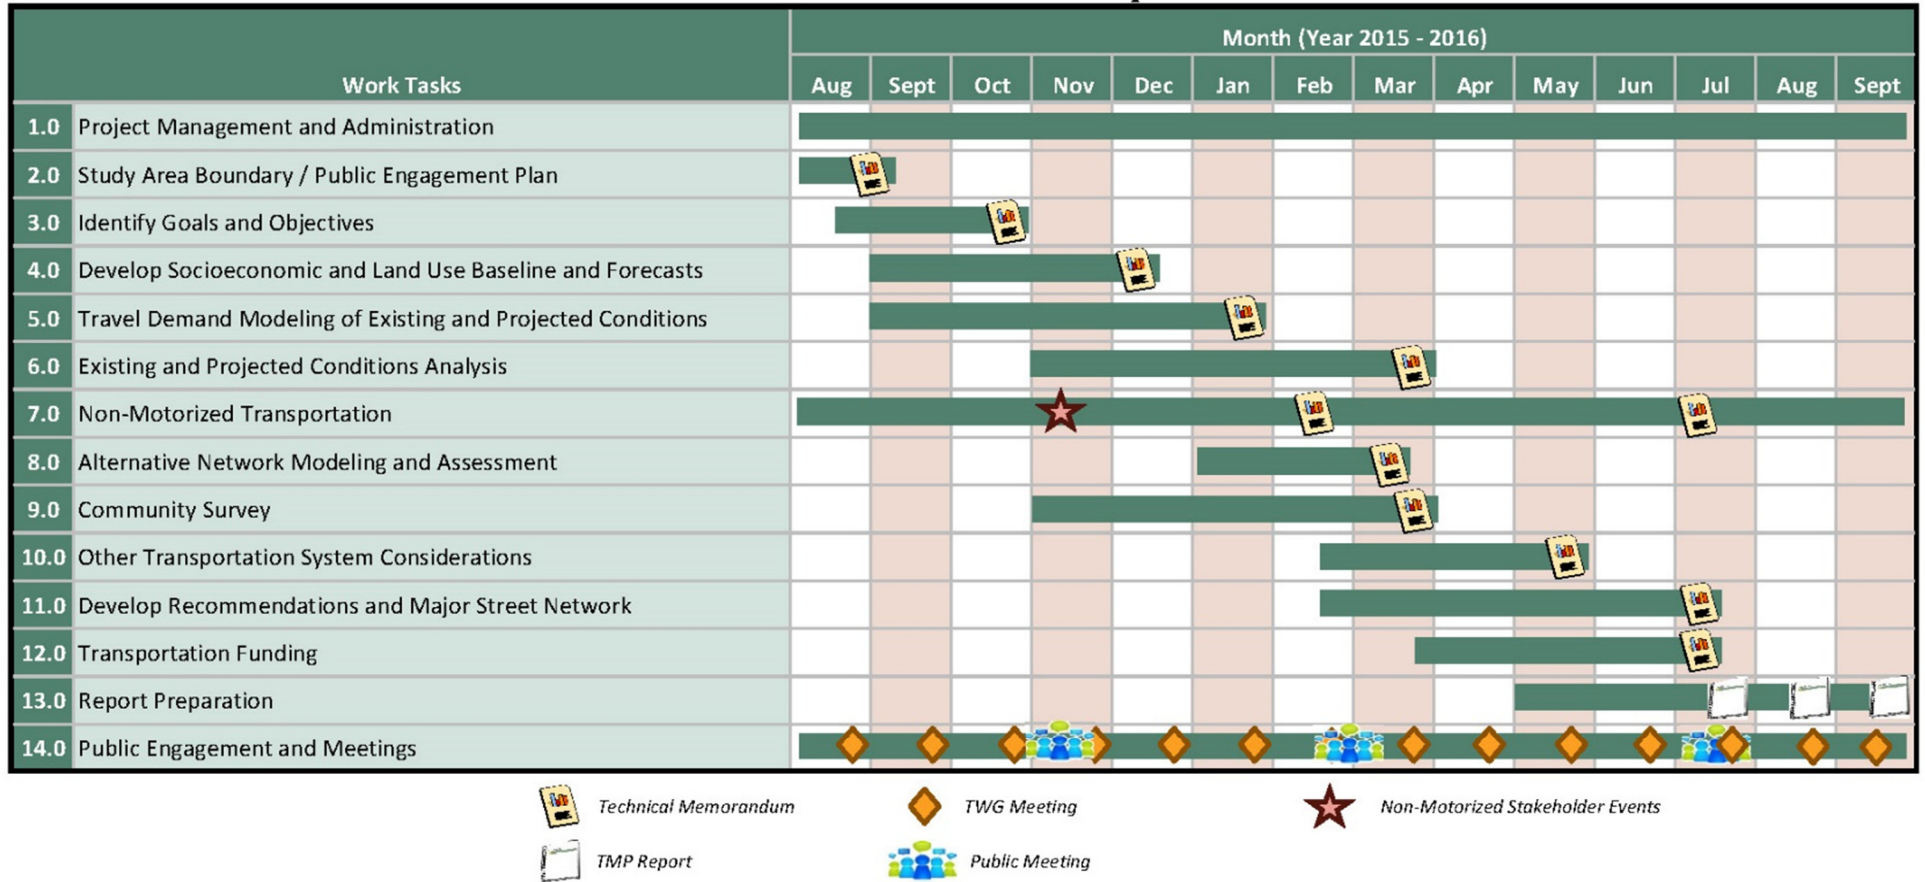 Month (Year 2015 - 2016)
Work Tasks Aug Sept Oct Nov Dec Jan Feb Mar Apr May Jun Jul Aug Sept
1.0 Project Management and Administration
2.0 Study Area Boundary / Public Engagement Plan
3.0 Identify Goals and Objectives
4.0 Develop Socioeconomic and Land Use Baseline and Forecasts
5.0 Travel Demand Modeling of Existing and Projected Conditions
6.0 Existing and Projected Conditions Analysis
7.0 Non-Motorized Transportation
8.0 Alternative Network Modeling and Assessment
9.0 Community Survey
10.0 Other Transportation System Considerations
11.0 Develop Recommendations and Major Street Network
12.0 Transportation Funding
13.0 Report Preparation
14.0 Public Engagement and Meetings
Technical Memorandum TWG Meeting Non-Motorized Stakeholder Events
TMP Report Public Meeting